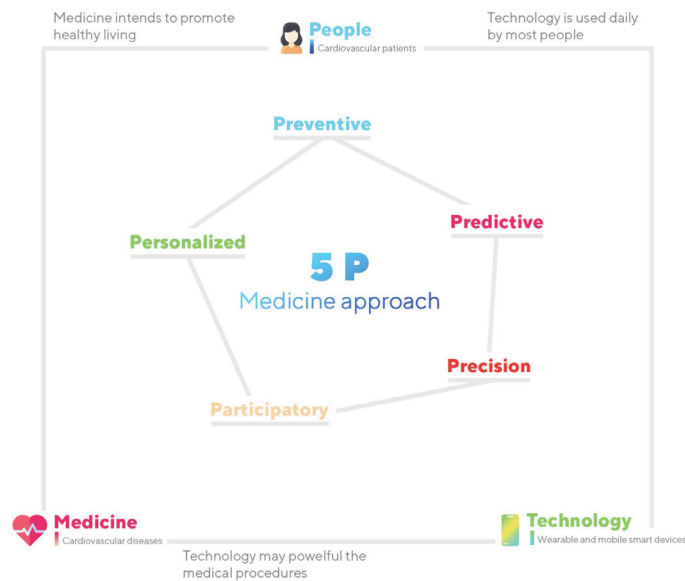 Medicine intends to promote
healthy living
People
Cardiovascular patients
Technology is used daily
by most people
Preventive
Predictive
Personalized
5 P
Medicine approach
Precision
Participatory
Medicine
Cardiovascular diseases
Technology
Wearable and mobile smart devices
Technology may powelful the
medical procedures